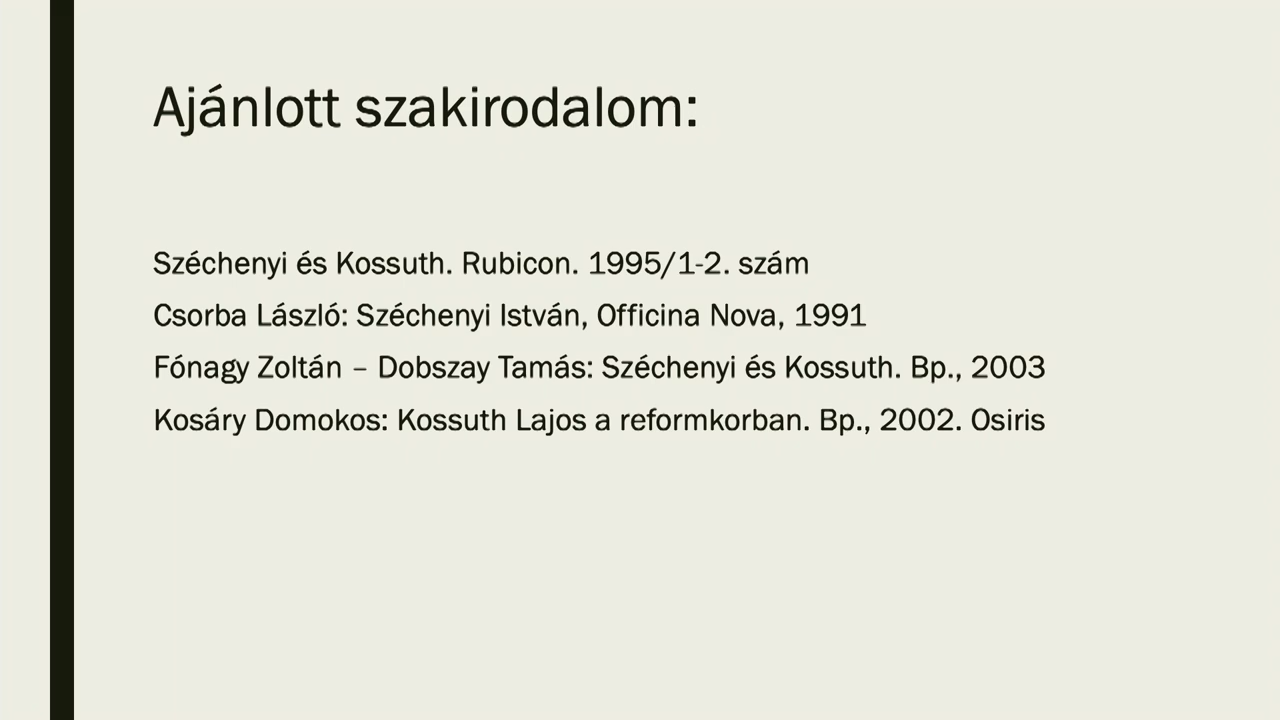 Ajánlott szakirodalom:
Széchenyi és Kossuth. Rubicon. 1995/1-2. szám
Csorba László: Széchenyi István, Officina Nova, 1991
Fónagy Zoltán – Dobszay Tamás: Széchenyi és Kossuth. Bp., 2003
Kosáry Domokos: Kossuth Lajos a reformkorban. Bp., 2002. Osiris